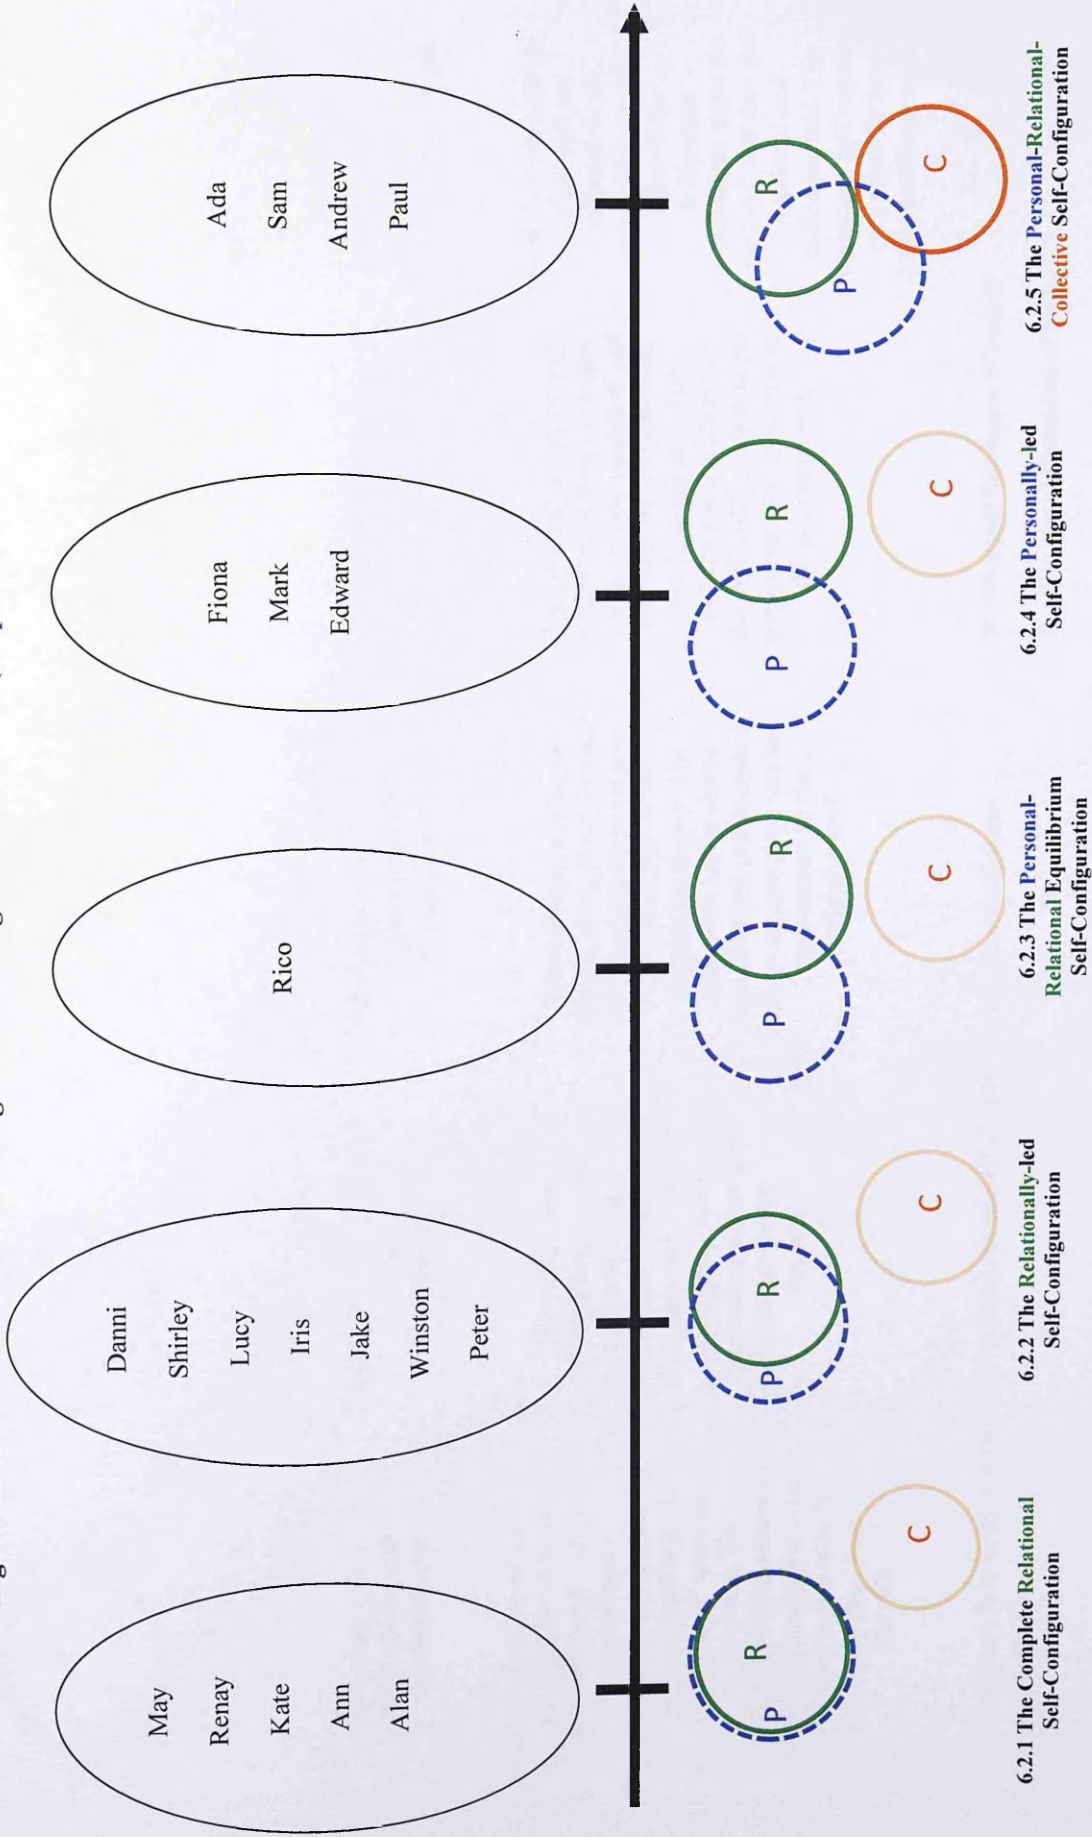 May
Renay
Kate
Ann
Alan
Danni
Shirley
Lucy
Iris
Jake
Winston
Peter
Rico
Fiona
Mark
Edward
Ada
Sam
Andrew
Paul
P
R
C
P
R
C
P
R
C
P
R
C
P
R
C
6.2.1 The Complete Relational
Self-Configuration
6.2.2 The Relationally-led
Self-Configuration
6.2.3 The Personal-
Relational Equilibrium
Self-Configuration
6.2.4 The Personally-led
Self-Configuration
6.2.5 The Personal-Relational-
Collective Self-Configuration